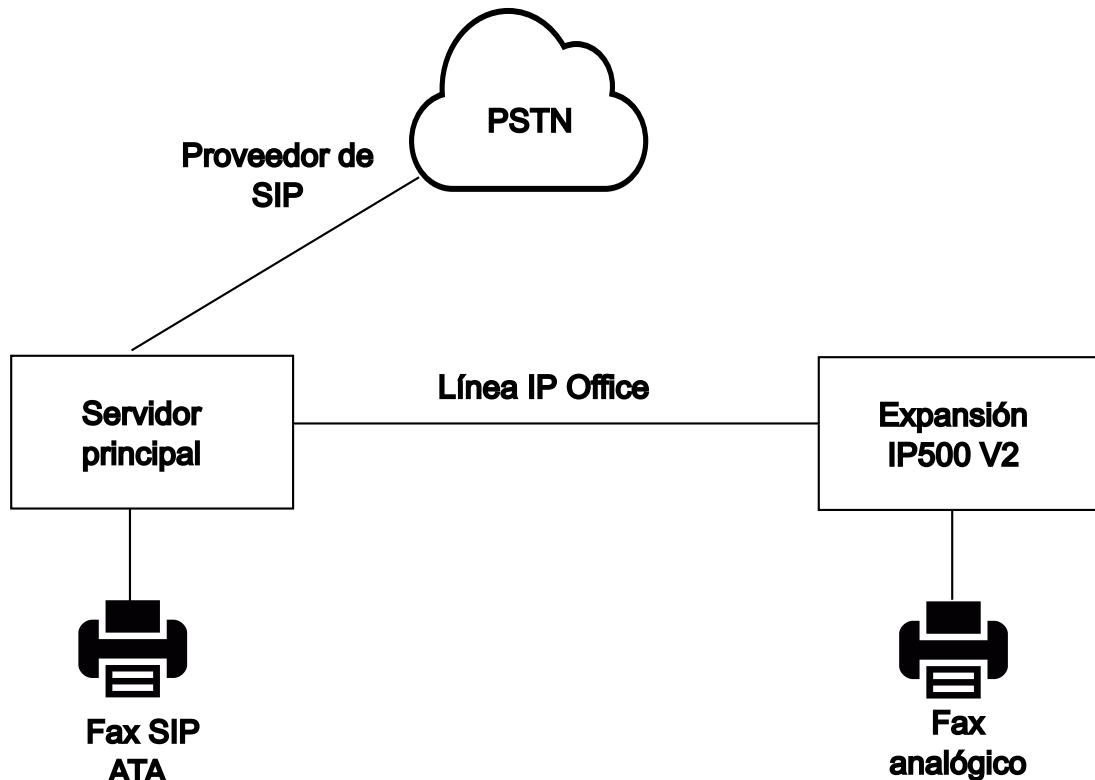 PSTN
Proveedor de
SIP
Línea IP Office
Servidor
principal
Expansión
IP500 V2
Fax SIP
ATA
Fax
analógico